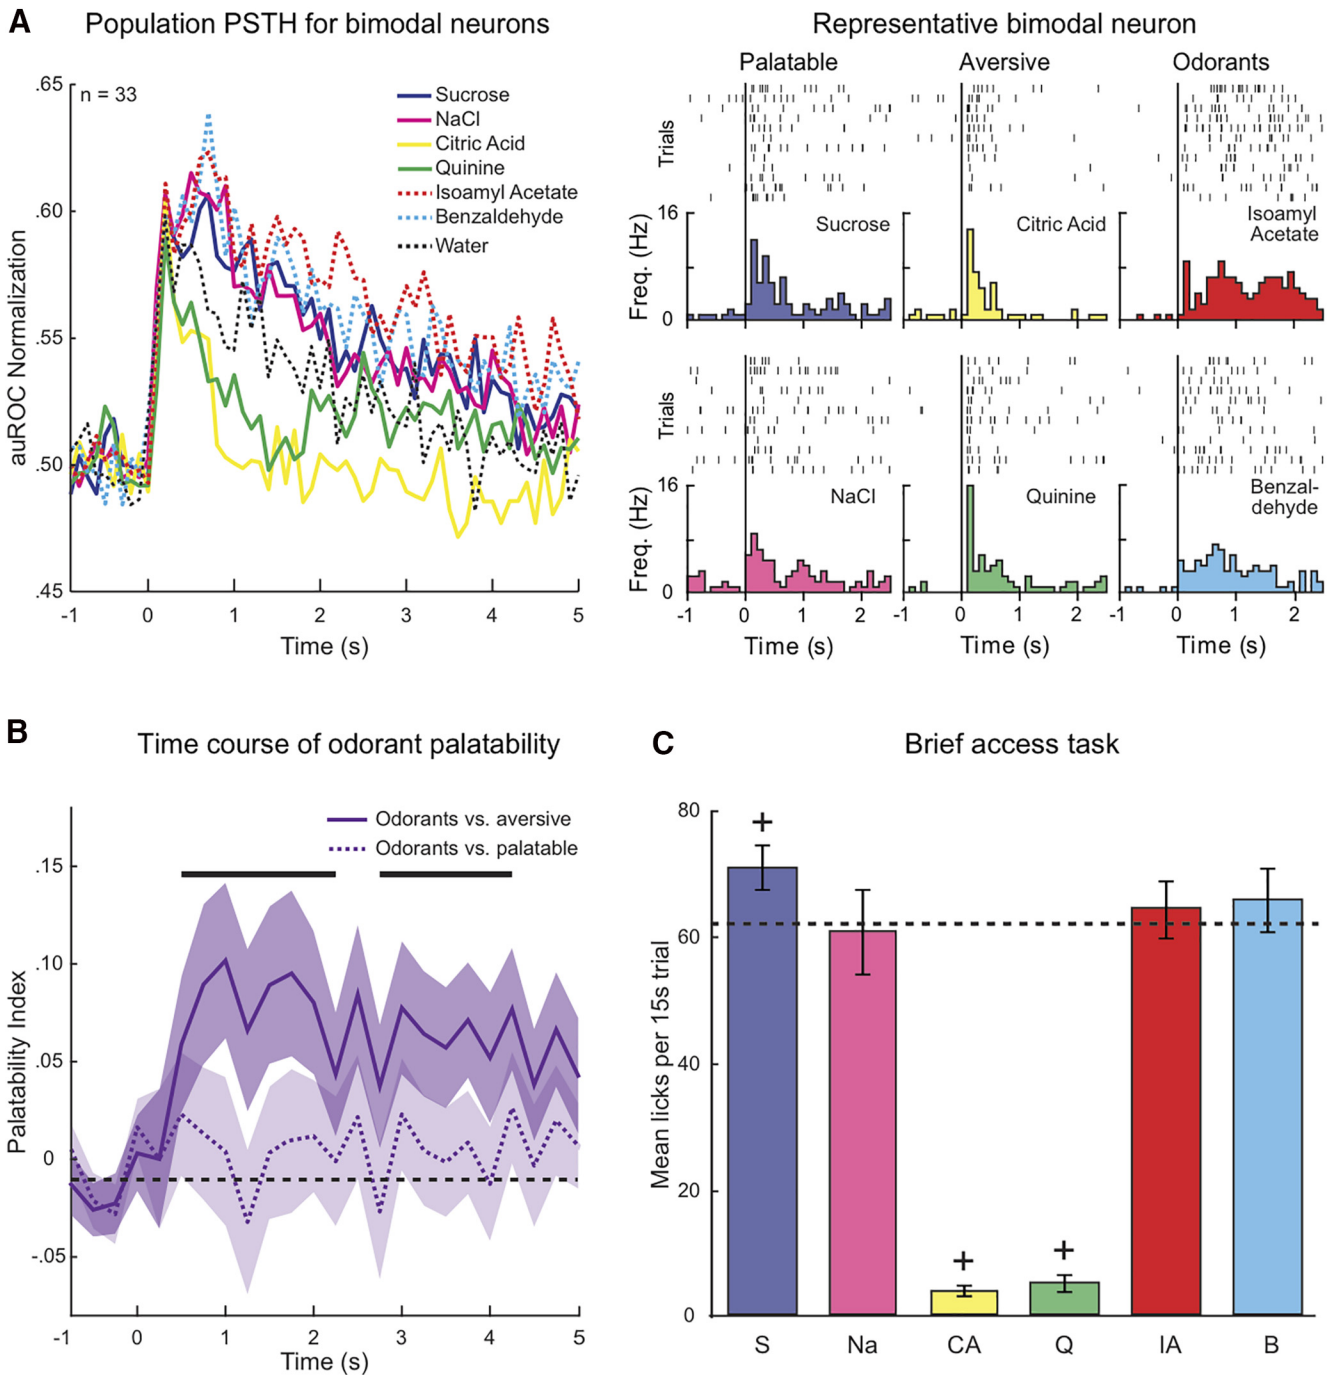 A
Population PSTH for bimodal neurons
.65
.60
.55
.50
.45
auROC Normalization
n = 33
Sucrose
NaCl
Citric Acid
Quinine
Isoamyl Acetate
Benzaldehyde
Water
-1 0 1 2 3 4 5
Time (s)
Representative bimodal neuron
Palatable Aversive Odorants
Trials
16
Freq. (Hz)
0
Sucrose
Citric Acid
Isoamyl
Acetate
Trials
16
Freq. (Hz)
0
NaCl
Quinine
Benzal-
dehyde
-1 0 1 2 -1 0 1 2 -1 0 1 2
Time (s) Time (s) Time (s)
B
Time course of odorant palatability
Odorants vs. aversive
Odorants vs. palatable
.15
.10
.05
0
-.05
Palatability Index
-1 0 1 2 3 4 5
Time (s)
C
Brief access task
80
60
40
20
0
Mean licks per 15s trial
+
+
+
S Na CA Q IA B